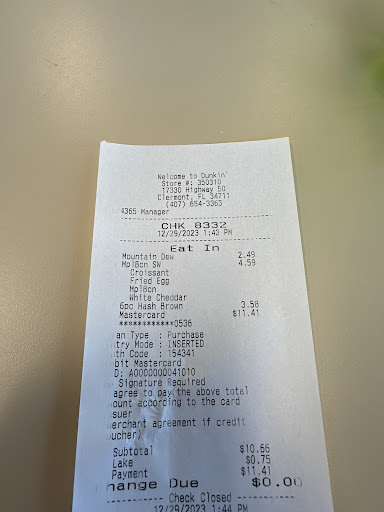 Welcome to Dunkin'
Store #: 350310
17330 Highway 50
Clermont, FL 34711
(407) 654-3363
4365 Manager
CHK 8332
12/29/2023 1:43 PM
Eat In
Mountain Dew 2.49
Mpl8cn SW 4.59
Croissant
Fried Egg
Mpl8cn
White Cheddar
6pc Hash Brown 3.58
Mastercard $11.41
************0536
an Type : Purchase
ntry Mode : INSERTED
uth Code : 154341
bit Mastercard
D: A0000000041010
Signature Required
agree to pay the above total
ount according to the card
suer
erchant agreement if credit
oucher)
Subtotal $10.66
Lake $0.75
Payment $11.41
hange Due $0.00
Check Closed
12/29/2023 1:44 PM